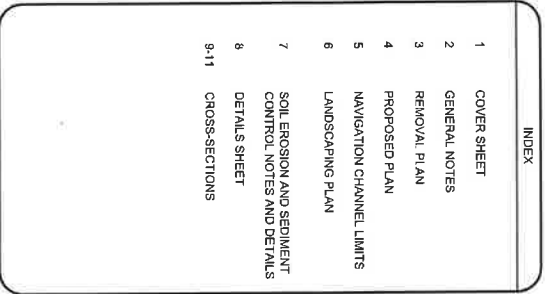 INDEX
1 COVER SHEET
2 GENERAL NOTES
3 REMOVAL PLAN
4 PROPOSED PLAN
5 NAVIGATION CHANNEL LIMITS
6 LANDSCAPING PLAN
7 SOIL EROSION AND SEDIMENT
CONTROL NOTES AND DETAILS
8 DETAILS SHEET
9-11 CROSS-SECTIONS